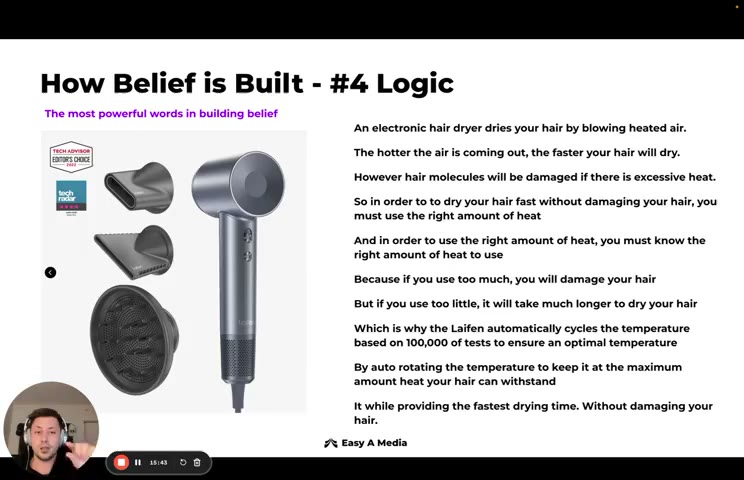 How Belief is Built - #4 Logic
The most powerful words in building belief
TECH ADVISOR
EDITOR'S CHOICE
2023
tech
radar
An electronic hair dryer dries your hair by blowing heated air.
The hotter the air is coming out, the faster your hair will dry.
However hair molecules will be damaged if there is excessive heat.
So in order to to dry your hair fast without damaging your hair, you
must use the right amount of heat
And in order to use the right amount of heat, you must know the
right amount of heat to use
Because if you use too much, you will damage your hair
But if you use too little, it will take much longer to dry your hair
Which is why the Laifen automatically cycles the temperature
based on 100,000 of tests to ensure an optimal temperature
By auto rotating the temperature to keep it at the maximum
amount heat your hair can withstand
It while providing the fastest drying time. Without damaging your
hair.
Easy A Media
15:43